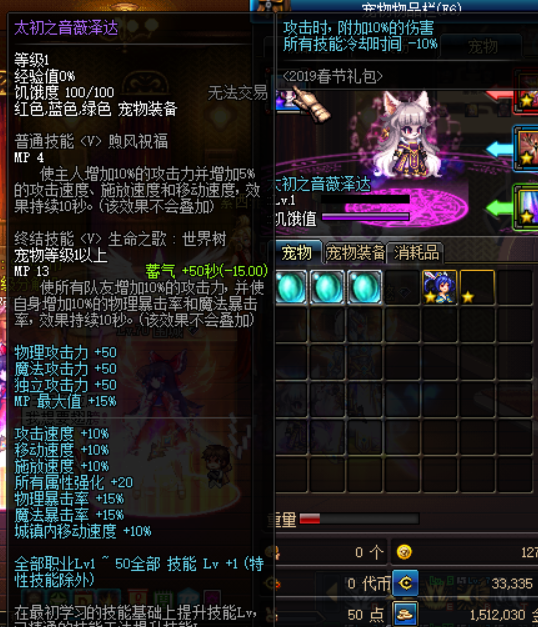 太初之音薇泽达
等级1
经验值0%
饥饿度 100/100
无法交易
红色,蓝色,绿色 宠物装备
普通技能 <V> 煦风祝福
MP 4
使主人增加10%的攻击力并增加5%
的攻击速度、施放速度和移动速度,效
果持续10秒。(该效果不会叠加)
终结技能 <V> 生命之歌 : 世界树
宠物等级1以上
MP 13
蓄气 +50秒(-15.00)
使所有队友增加10%的攻击力,并使
自身增加10%的物理暴击率和魔法暴击
率,效果持续10秒。(该效果不会叠加)
物理攻击力 +50
魔法攻击力 +50
独立攻击力 +50
MP 最大值 +15%
攻击速度 +10%
移动速度 +10%
施放速度 +10%
所有属性强化 +20
物理暴击率 +15%
魔法暴击率 +15%
城镇内移动速度 +10%
全部职业Lv1 ~ 50全部 技能 Lv +1 (特
性技能除外)
在最初学习的技能基础上提升技能Lv,
宠物物品栏(F6)
攻击时, 附加10%的伤害
所有技能冷却时间 -10%
宠物
<2019春节礼包>
太初之音薇泽达
Lv.1
饥饿值
宠物 宠物装备 消耗品
重量
0 个
127
0 代币
33,335
50 点
1,512,030 金